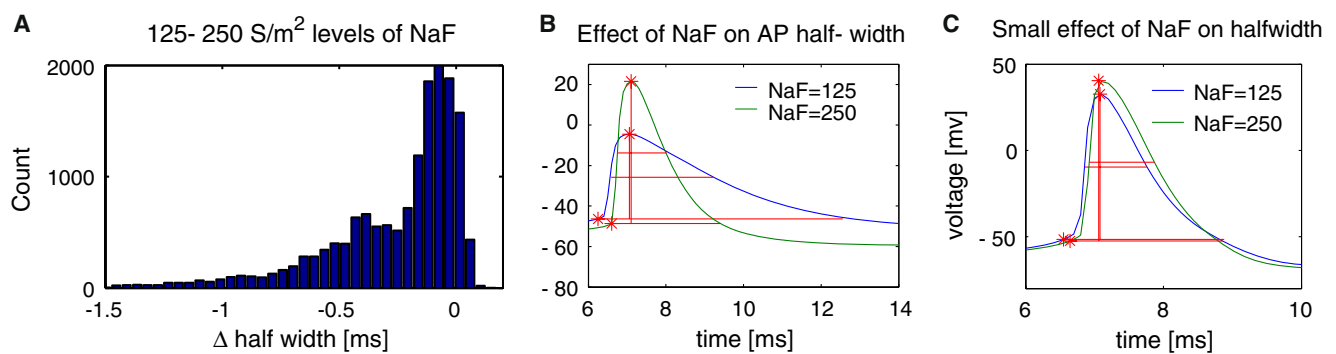 A
125- 250 S/m² levels of NaF
Count
2000
1000
0
-1.5
-1
-0.5
0
Δ half width [ms]
B
Effect of NaF on AP half- width
20
0
- 20
- 40
- 60
- 80
6
8
10
12
14
NaF=125
NaF=250
time [ms]
C
Small effect of NaF on halfwidth
voltage [mv]
50
0
- 50
6
8
10
NaF=125
NaF=250
time [ms]